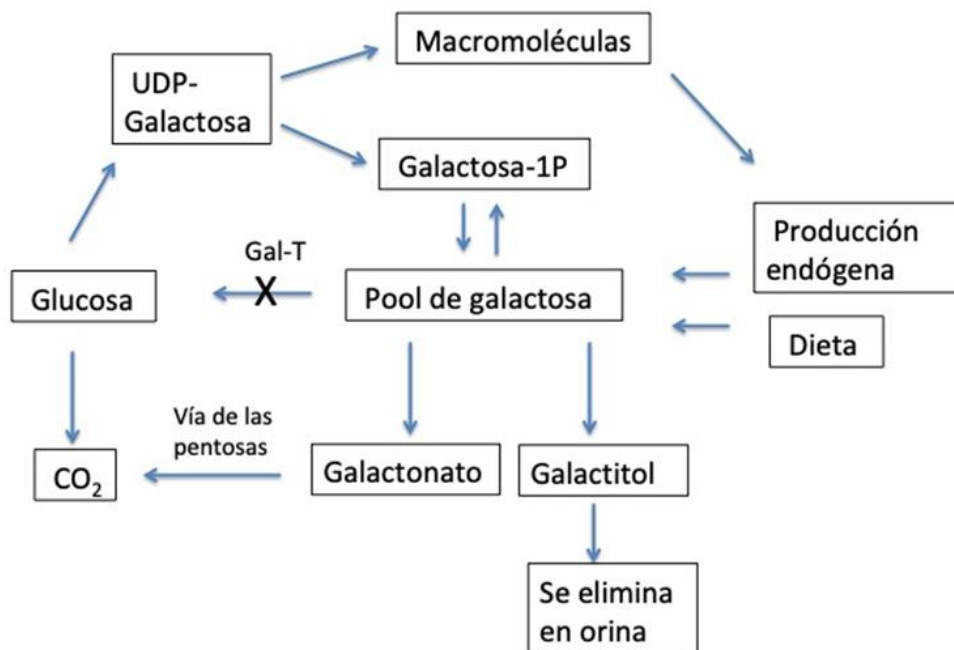 Macromoléculas
UDP-
Galactosa
Galactosa-1P
Producción
endógena
Gal-T
X
Glucosa
Pool de galactosa
Dieta
Vía de las
pentosas
CO₂
Galactonato
Galactitol
Se elimina
en orina